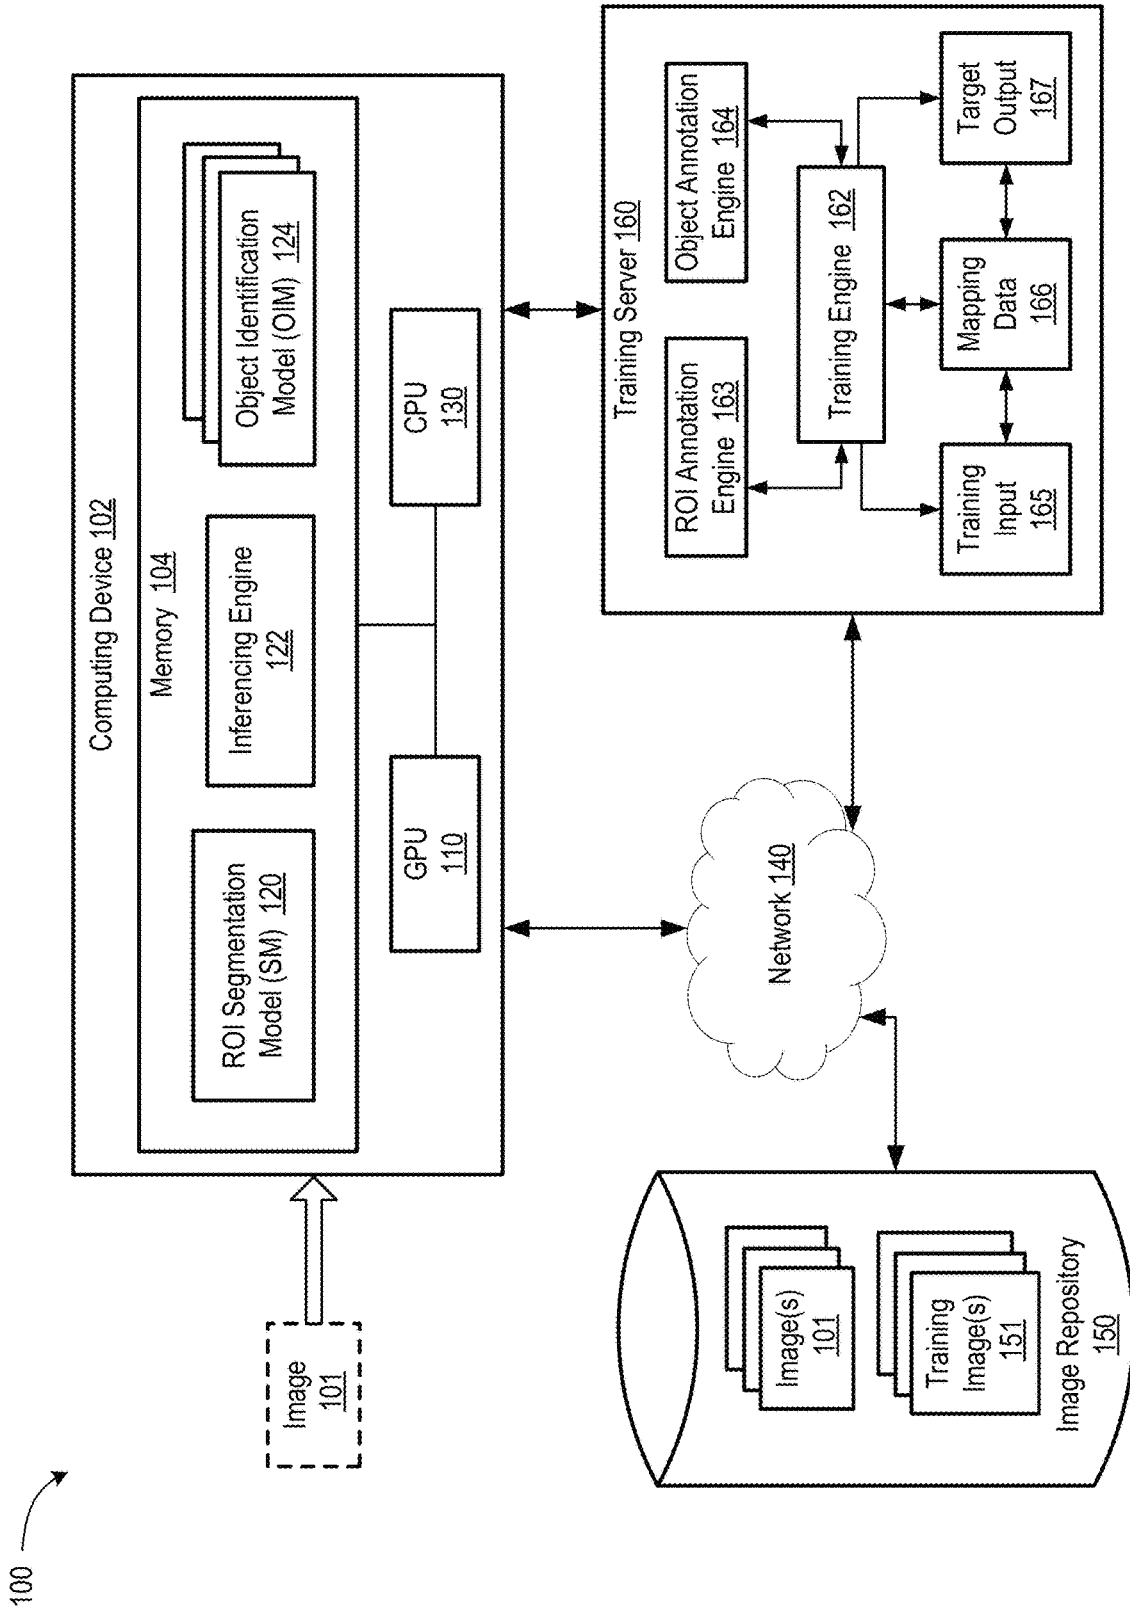 100
Image
101
Computing Device 102
Memory 104
ROI Segmentation
Model (SM) 120
Inferencing Engine
122
Object Identification
Model (OIM) 124
GPU
110
CPU
130
Image(s)
101
Training
Image(s)
151
Image Repository
150
Network 140
Training Server 160
ROI Annotation
Engine 163
Object Annotation
Engine 164
Training Engine 162
Training
Input
165
Mapping
Data
166
Target
Output
167